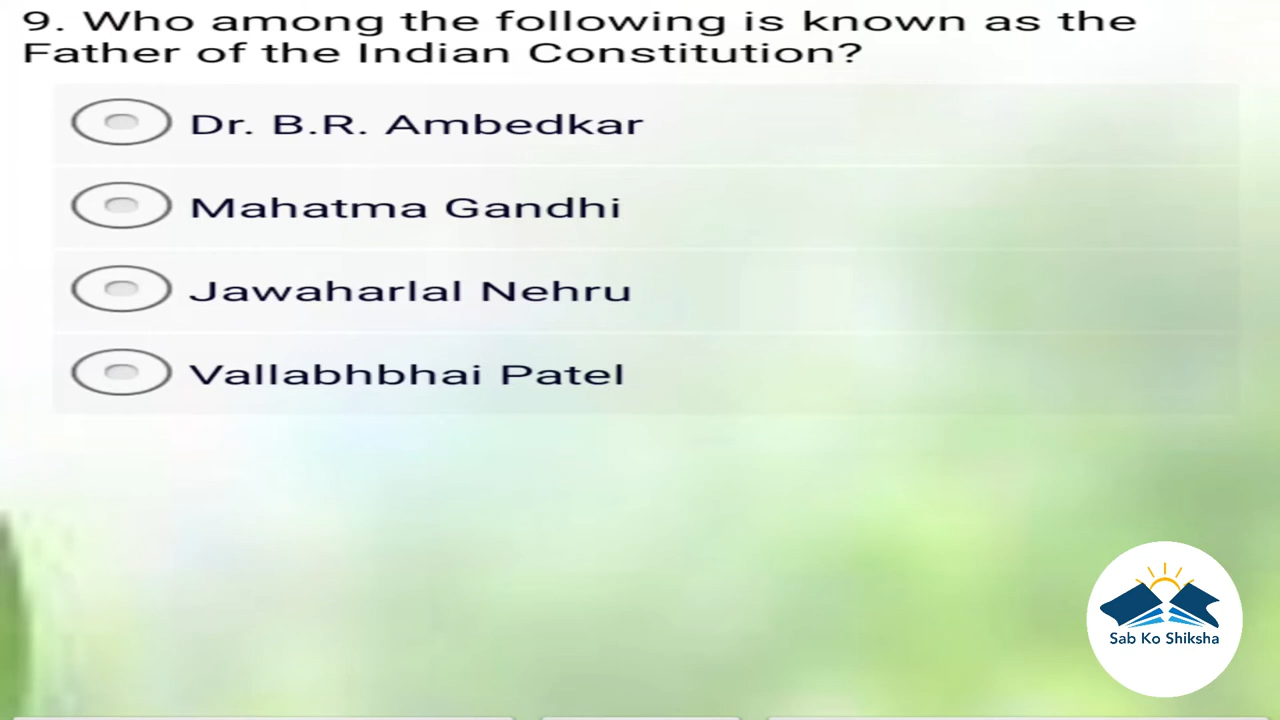 9. Who among the following is known as the
Father of the Indian Constitution?
Dr. B.R. Ambedkar
Mahatma Gandhi
Jawaharlal Nehru
Vallabhbhai Patel
Sab Ko Shiksha